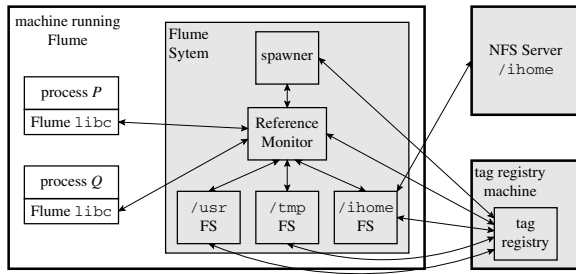 machine running
Flume
process P
Flume libc
process Q
Flume libc
Flume
Sytem
spawner
Reference
Monitor
/usr
FS
/tmp
FS
/ihome
FS
NFS Server
/ihome
tag registry
machine
tag
registry